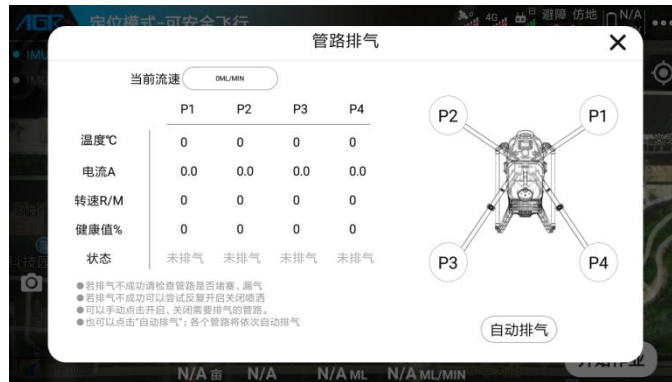 AGR 定位模式-可安全飞行 4G 避障 仿地 N/A
管路排气
当前流速 0ML/MIN
P1 P2 P3 P4
温度℃ 0 0 0 0
电流A 0.0 0.0 0.0 0.0
转速R/M 0 0 0 0
健康值% 0 0 0 0
状态 未排气 未排气 未排气 未排气
P2 P1
P3 P4
●若排气不成功请检查管路是否堵塞、漏气
●若排气不成功可以尝试反复开启关闭喷洒
●可以手动点击开启、关闭需要排气的管路。
●也可以点击"自动排气"; 各个管路将依次自动排气
自动排气
N/A 亩 N/A N/A ML N/A ML/MIN